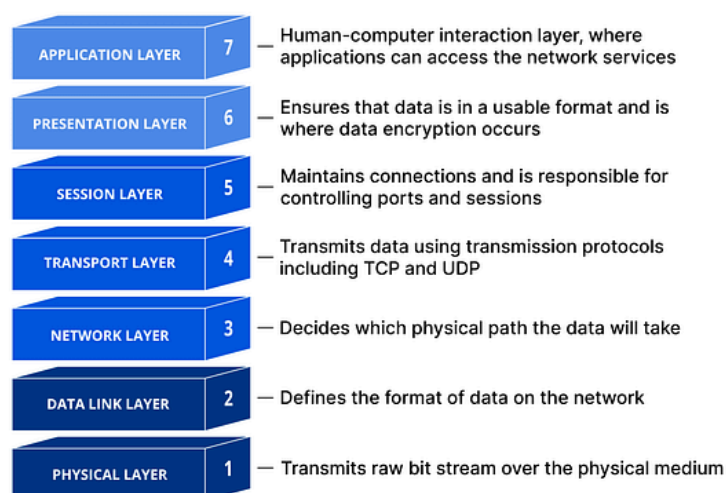 APPLICATION LAYER 7 — Human-computer interaction layer, where
applications can access the network services
PRESENTATION LAYER 6 — Ensures that data is in a usable format and is
where data encryption occurs
SESSION LAYER 5 — Maintains connections and is responsible for
controlling ports and sessions
TRANSPORT LAYER 4 — Transmits data using transmission protocols
including TCP and UDP
NETWORK LAYER 3 — Decides which physical path the data will take
DATA LINK LAYER 2 — Defines the format of data on the network
PHYSICAL LAYER 1 — Transmits raw bit stream over the physical medium